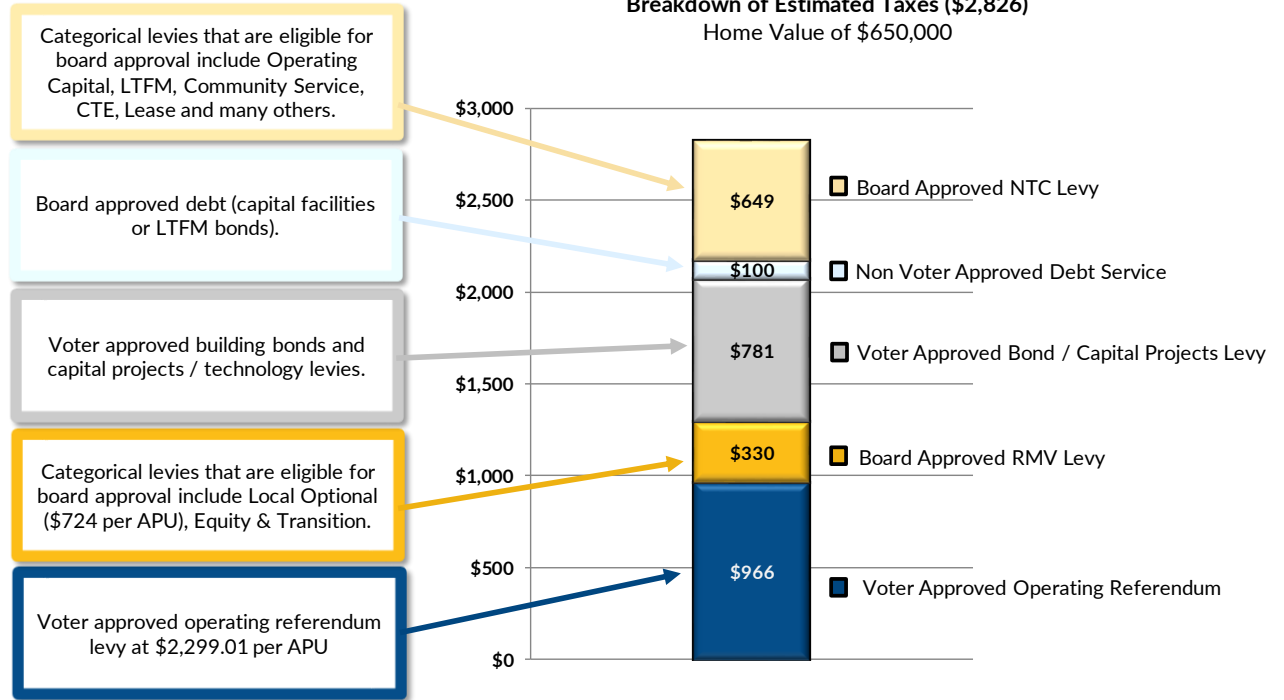 Breakdown of Estimated Taxes ($2,826)
Home Value of $650,000
Categorical levies that are eligible for
board approval include Operating
Capital, LTFM, Community Service,
CTE, Lease and many others.
Board approved debt (capital facilities
or LTFM bonds).
Voter approved building bonds and
capital projects / technology levies.
Categorical levies that are eligible for
board approval include Local Optional
($724 per APU), Equity & Transition.
Voter approved operating referendum
levy at $2,299.01 per APU
$3,000
$2,500
$2,000
$1,500
$1,000
$500
$0
$649
$100
$781
$330
$966
Board Approved NTC Levy
Non Voter Approved Debt Service
Voter Approved Bond / Capital Projects Levy
Board Approved RMV Levy
Voter Approved Operating Referendum